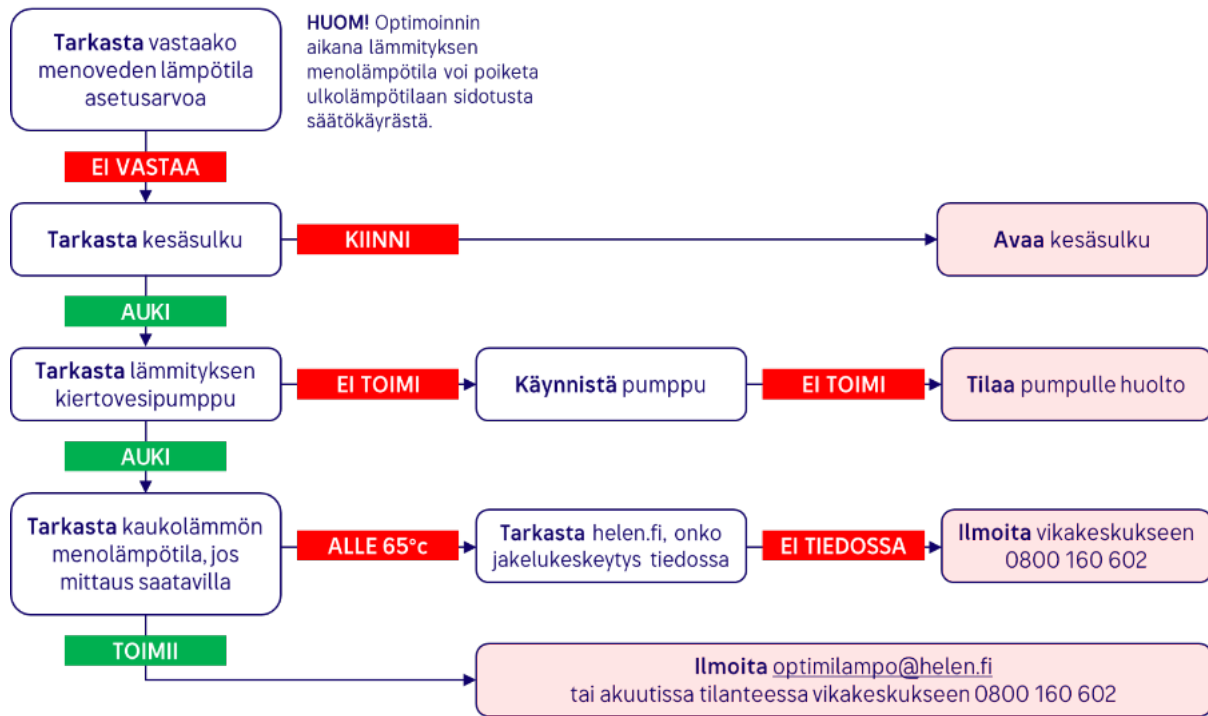 Tarkasta vastaako
menoveden lämpötila
asetusarvoa
HUOM! Optimoinnin
aikana lämmityksen
menolämpötila voi poiketa
ulkolämpötilaan sidotusta
säätökäyrästä.
EI VASTAA
Tarkasta kesäsulku
KIINNI
Avaa kesäsulku
AUKI
Tarkasta lämmityksen
kiertovesipumppu
EI TOIMI
Käynnistä pumppu
EI TOIMI
Tilaa pumpulle huolto
AUKI
Tarkasta kaukolämmön
menolämpötila, jos
mittaus saatavilla
ALLE 65°c
Tarkasta helen.fi, onko
jakelukeskeytys tiedossa
EI TIEDOSSA
Ilmoita vikakeskukseen
0800 160 602
TOIMII
Ilmoita optimilampo@helen.fi
tai akuutissa tilanteessa vikakeskukseen 0800 160 602